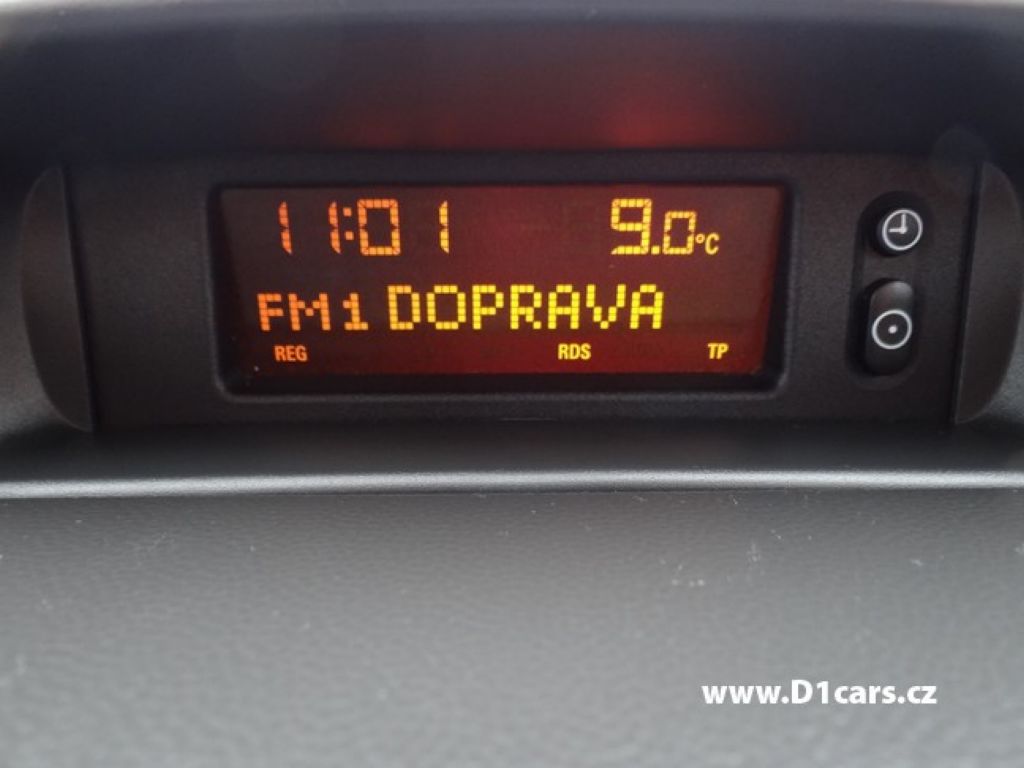 11:01 9.0°C
FM1 DOPRAVA
REG RDS TP
www.D1cars.cz